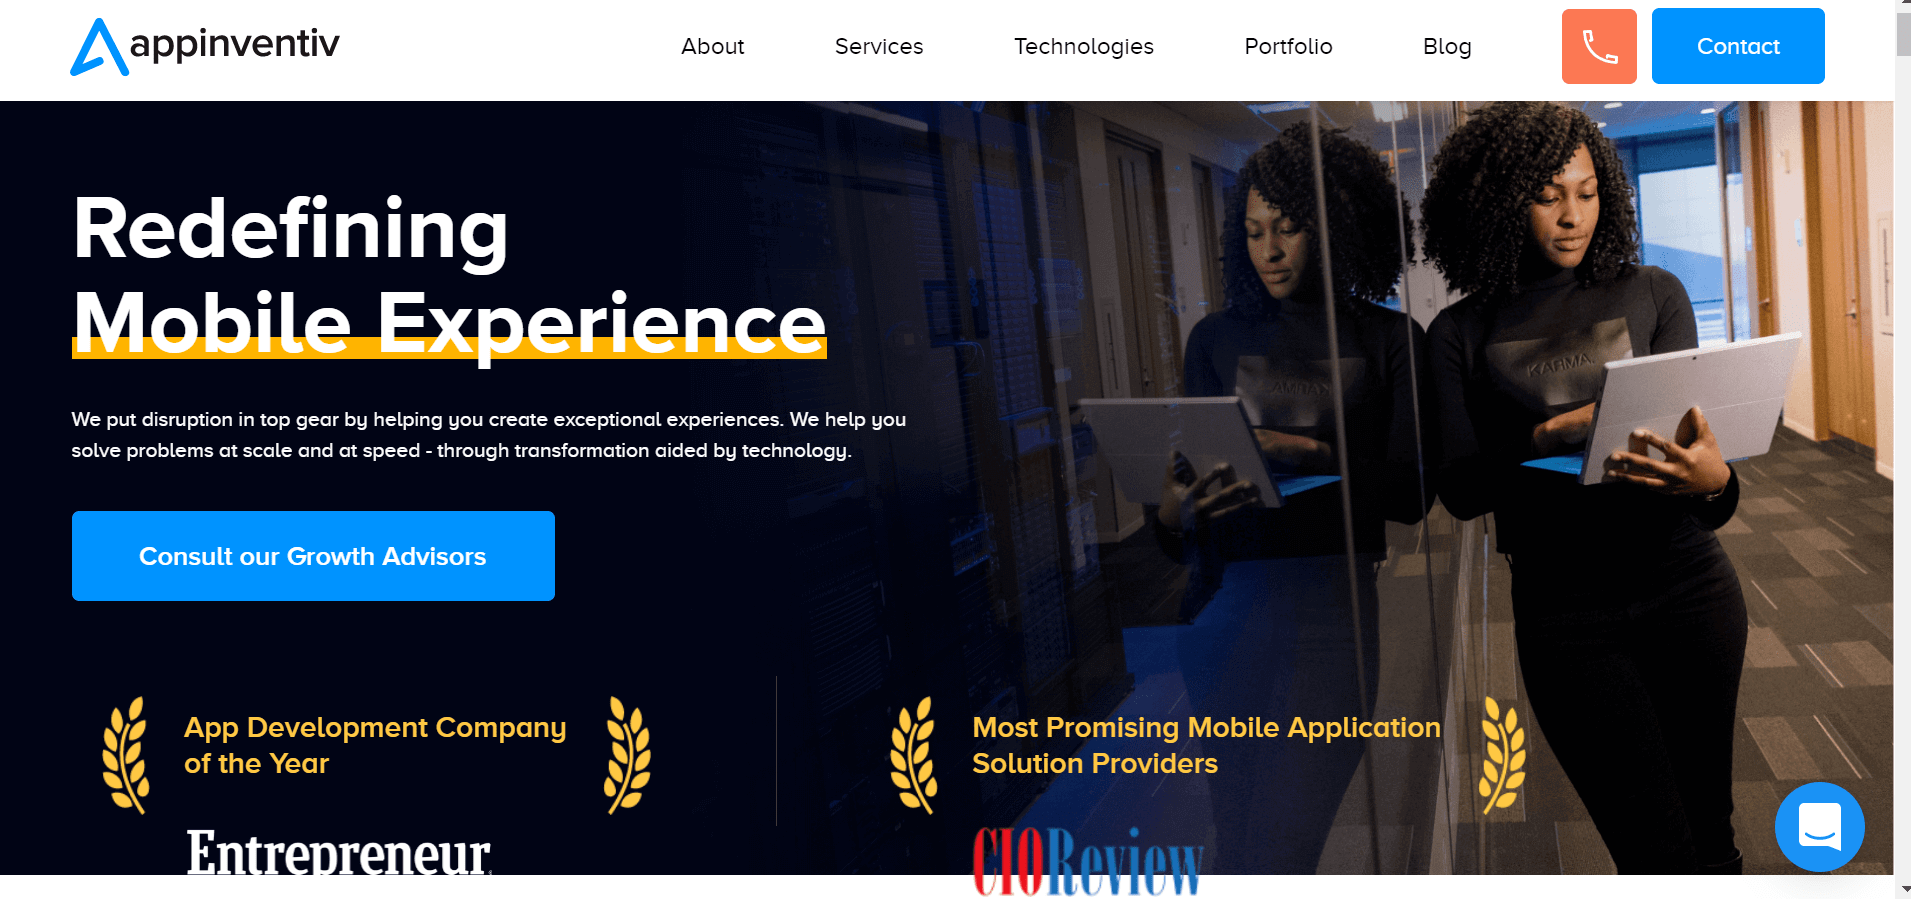 appinventiv
About
Services
Technologies
Portfolio
Blog
Contact
Redefining
Mobile Experience
We put disruption in top gear by helping you create exceptional experiences. We help you
solve problems at scale and at speed - through transformation aided by technology.
Consult our Growth Advisors
KARMA.
App Development Company
of the Year
Entrepreneur
Most Promising Mobile Application
Solution Providers
CIOReview